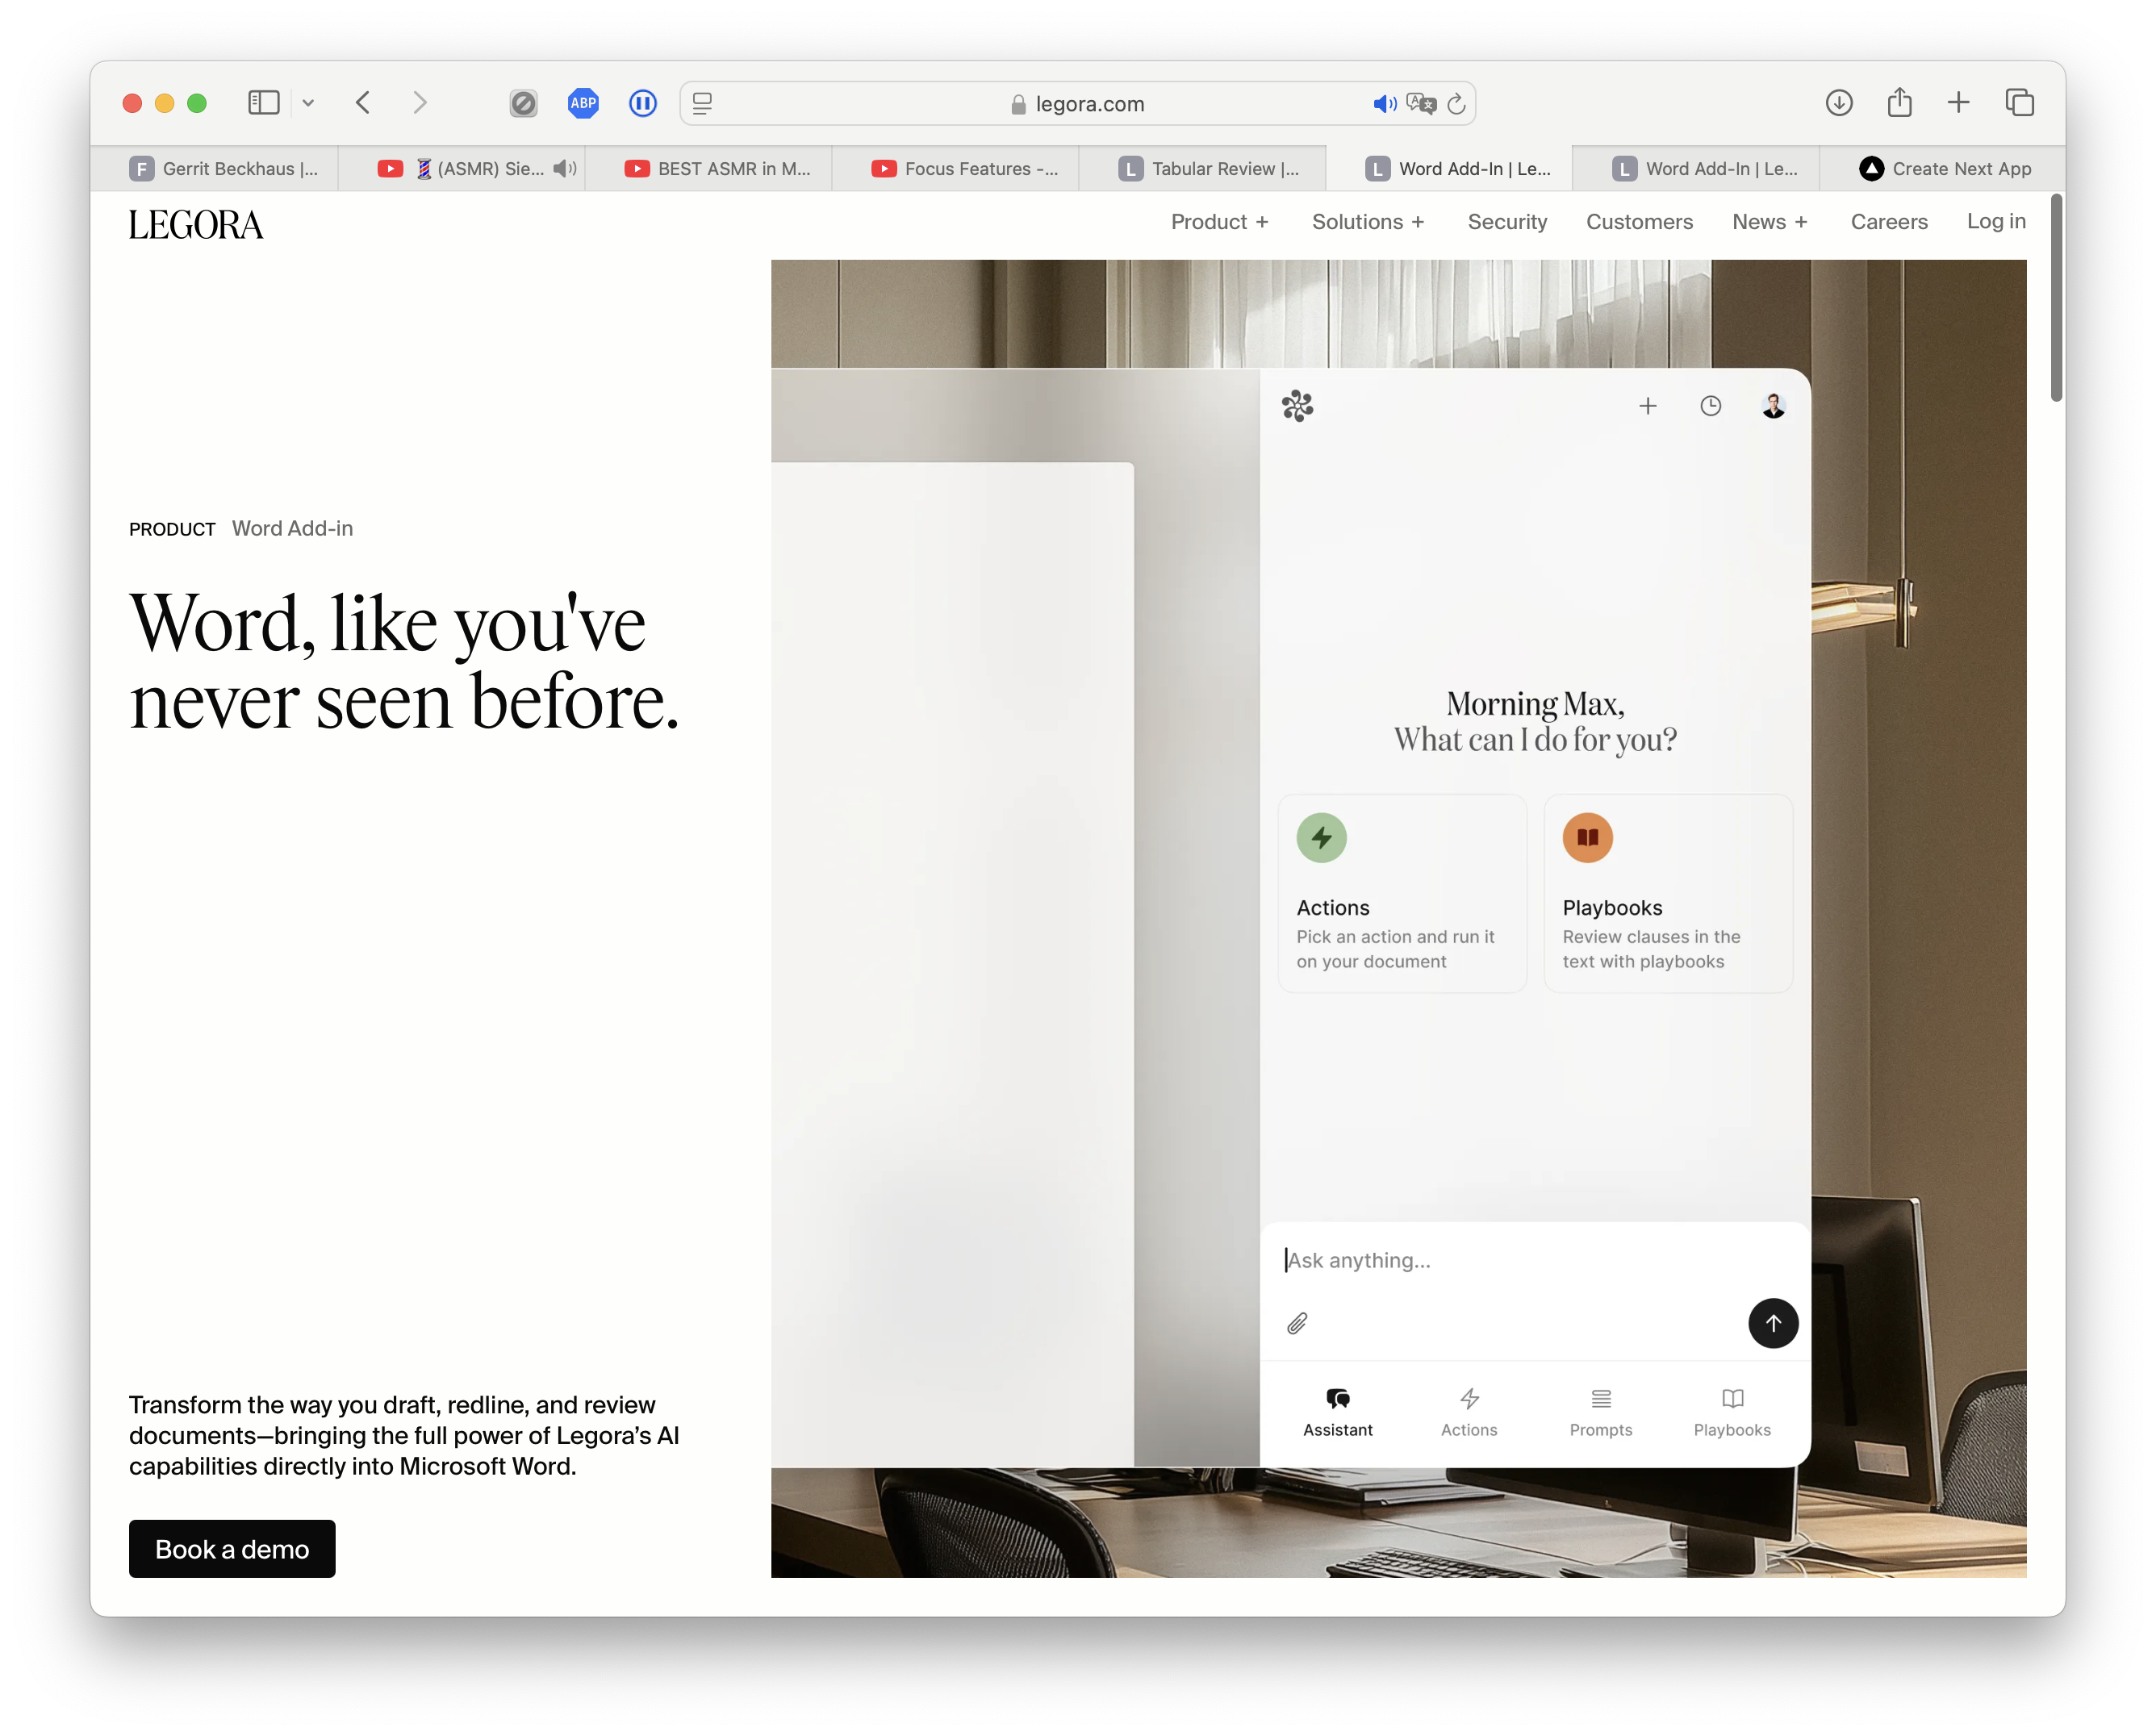 ABP
legora.com
F Gerrit Beckhaus |...
💈(ASMR) Sie...
BEST ASMR in M...
Focus Features -...
L Tabular Review |...
L Word Add-In | Le...
L Word Add-In | Le...
Create Next App
LEGORA
Product +
Solutions +
Security
Customers
News +
Careers
Log in
PRODUCT Word Add-in
Word, like you've
never seen before.
Transform the way you draft, redline, and review
documents—bringing the full power of Legora’s AI
capabilities directly into Microsoft Word.
Book a demo
Morning Max,
What can I do for you?
Actions
Pick an action and run it
on your document
Playbooks
Review clauses in the
text with playbooks
Ask anything...
Assistant
Actions
Prompts
Playbooks